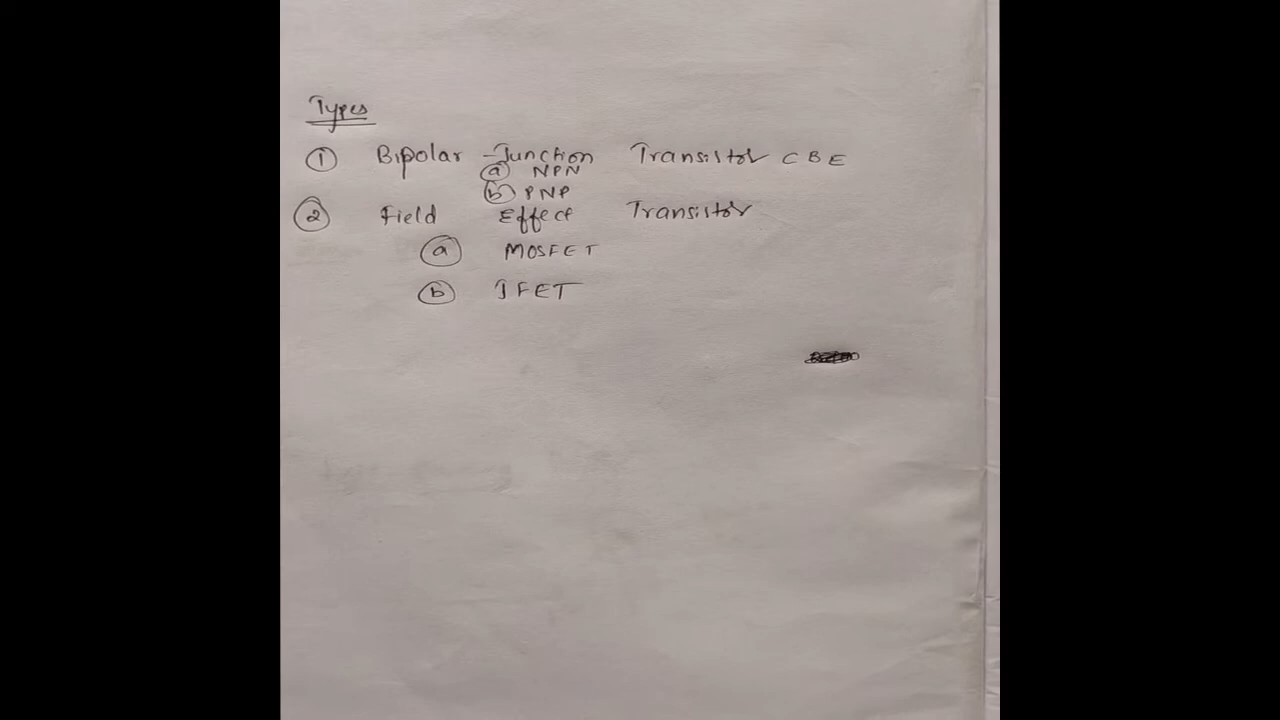 Types
① Bipolar Junction Transistor CBE
ⓐ NPN
ⓑ PNP
② Field Effect Transistor
ⓐ MOSFET
ⓑ JFET